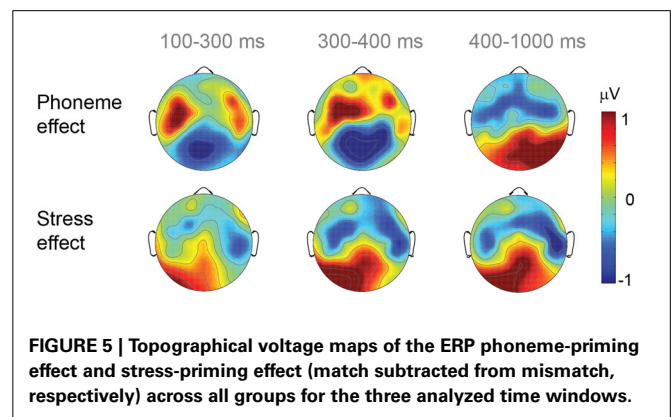 100-300 ms 300-400 ms 400-1000 ms
Phoneme
effect
µV
1
0
-1
Stress
effect
FIGURE 5 | Topographical voltage maps of the ERP phoneme-priming
effect and stress-priming effect (match subtracted from mismatch,
respectively) across all groups for the three analyzed time windows.